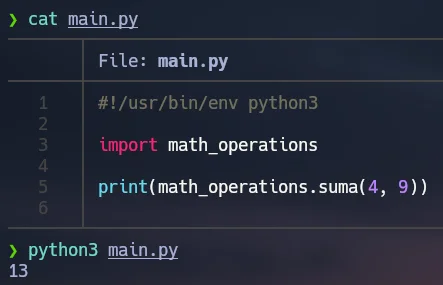 ❯ cat main.py
File: main.py
1 #!/usr/bin/env python3
2
3 import math_operations
4
5 print(math_operations.suma(4, 9))
6
❯ python3 main.py
13